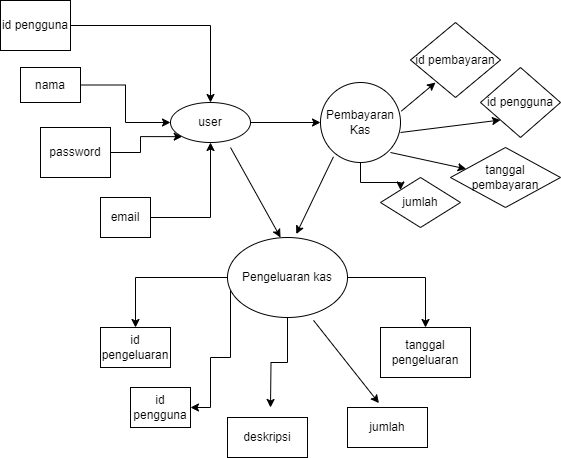 id pengguna
nama
password
email
user
Pembayaran
Kas
id pembayaran
id pengguna
tanggal
pembayaran
jumlah
Pengeluaran kas
id
pengeluaran
id
pengguna
deskripsi
jumlah
tanggal
pengeluaran